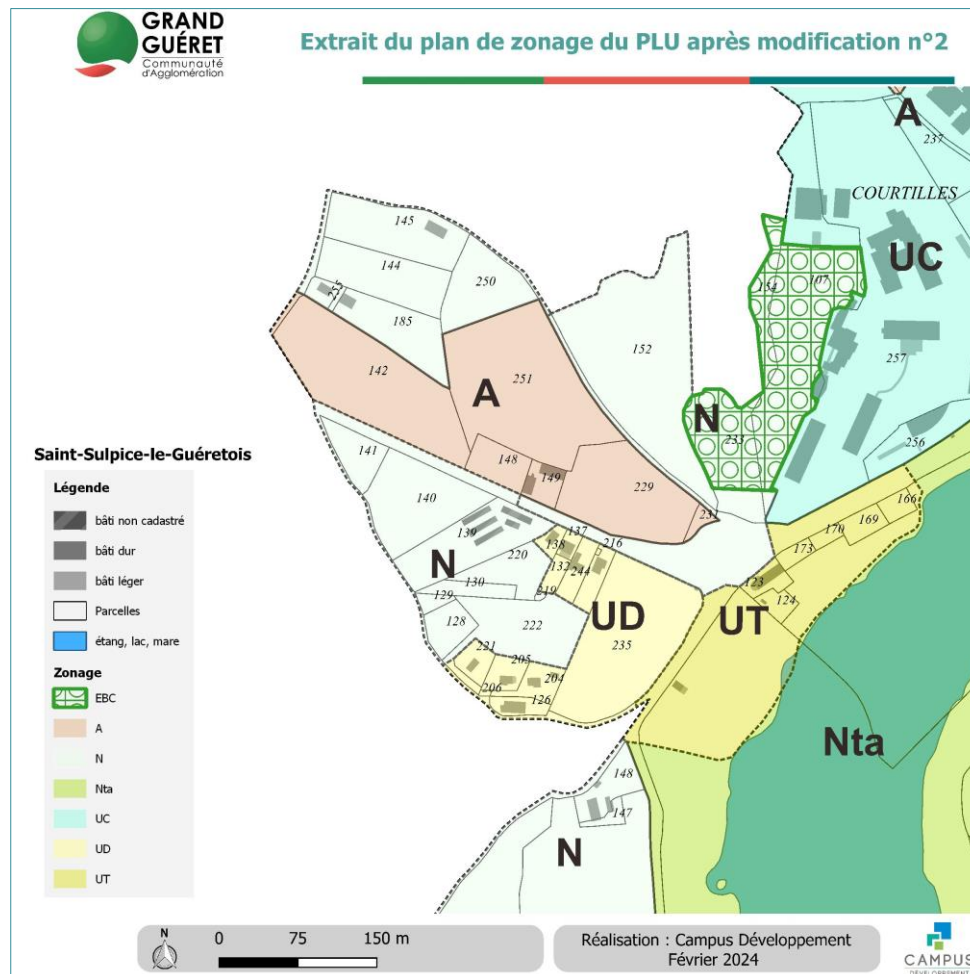 GRAND
GUÉRET
Communauté
d'Agglomération
Extrait du plan de zonage du PLU après modification n°2
A
237
COURTILLES
145
UC
144
250
154
107
255
185
152
257
142
251
A
N
233
256
Saint-Sulpice-le-Guéretois
Légende
bâti non cadastré
bâti dur
bâti léger
Parcelles
étang, lac, mare
Zonage
EBC
A
N
Nta
UC
UD
UT
141
148
149
229
231
140
166
169
170
173
139
137
216
138
220
N
132
244
130
219
123
124
129
128
222
UD
UT
235
221
205
204
206
126
Nta
148
147
N
N
0 75 150 m
Réalisation : Campus Développement
Février 2024
CAMPUS
DÉVELOPPEMENT